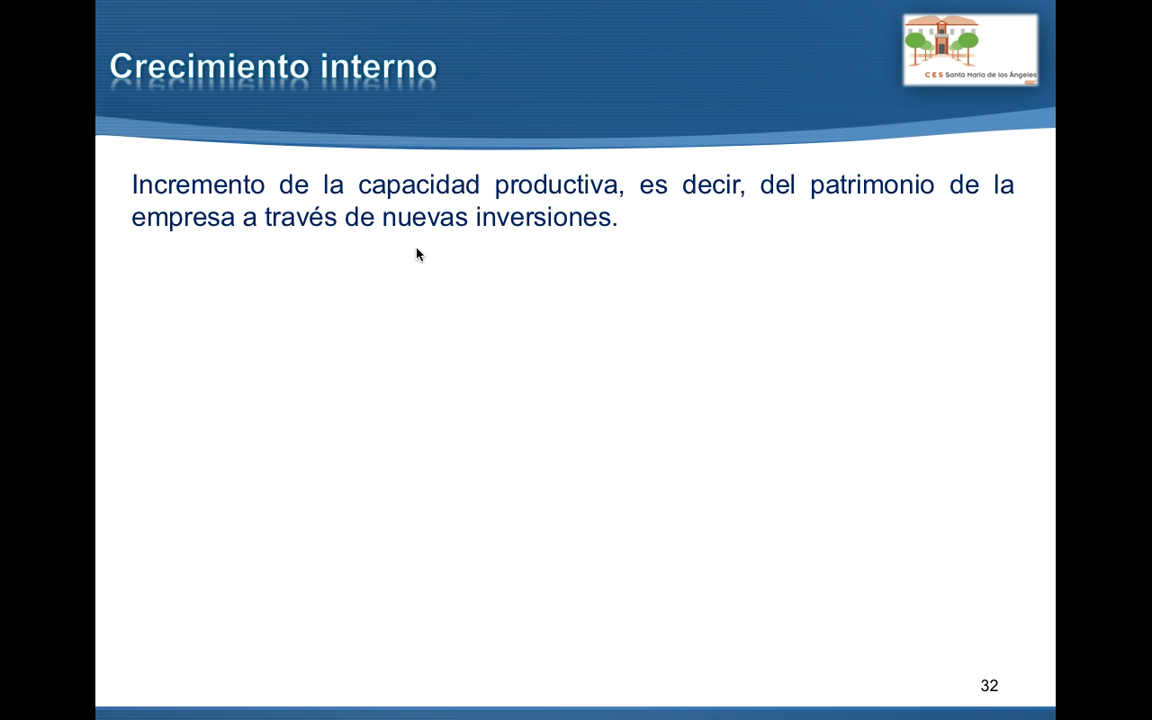 Crecimiento interno
C E S Santa María de los Ángeles
Incremento de la capacidad productiva, es decir, del patrimonio de la
empresa a través de nuevas inversiones.
32